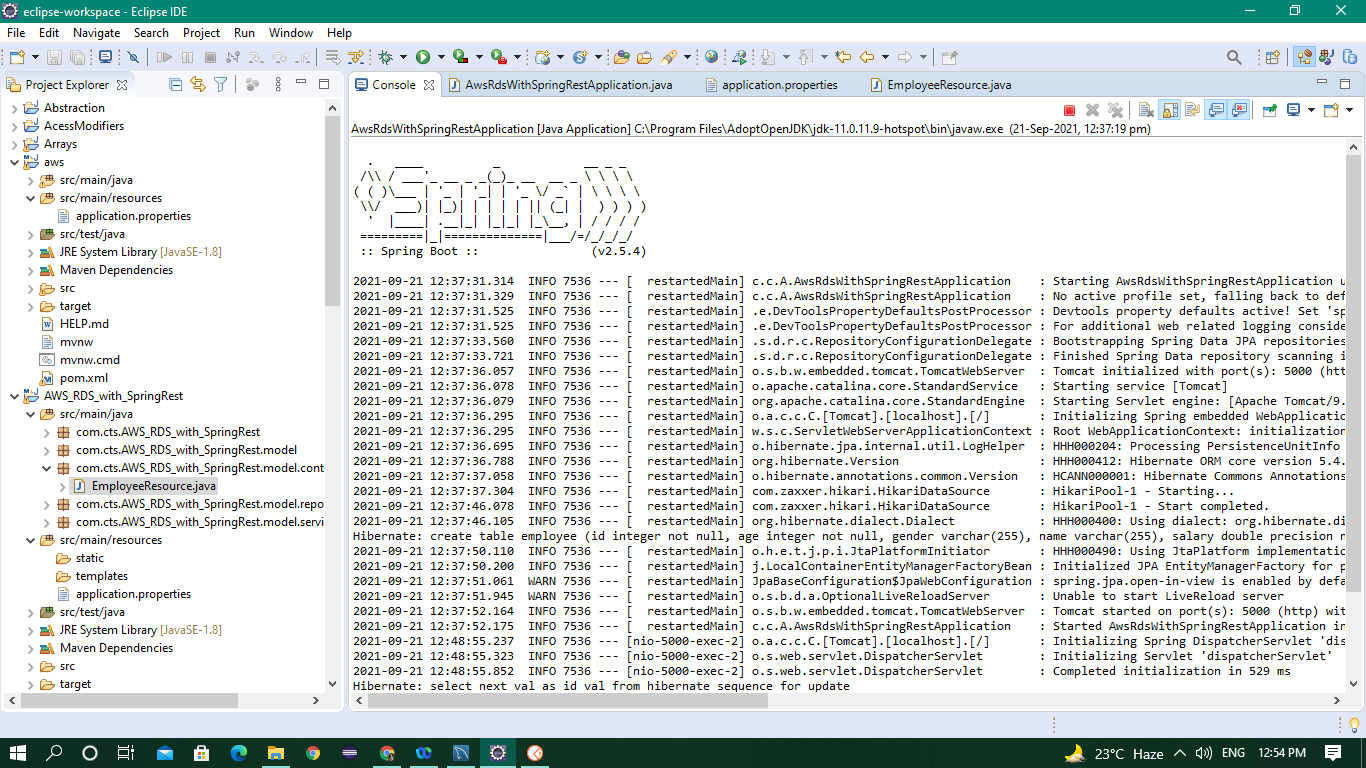 eclipse-workspace - Eclipse IDE
File Edit Navigate Search Project Run Window Help
Project Explorer
Abstraction
AcessModifiers
Arrays
aws
src/main/java
src/main/resources
application.properties
src/test/java
JRE System Library [JavaSE-1.8]
Maven Dependencies
src
target
HELP.md
mvnw
mvnw.cmd
pom.xml
AWS_RDS_with_SpringRest
src/main/java
com.cts.AWS_RDS_with_SpringRest
com.cts.AWS_RDS_with_SpringRest.model
com.cts.AWS_RDS_with_SpringRest.model.cont
EmployeeResource.java
com.cts.AWS_RDS_with_SpringRest.model.repo
com.cts.AWS_RDS_with_SpringRest.model.servi
src/main/resources
static
templates
application.properties
src/test/java
JRE System Library [JavaSE-1.8]
Maven Dependencies
src
target
Console AwsRdsWithSpringRestApplication.java application.properties EmployeeResource.java
AwsRdsWithSpringRestApplication [Java Application] C:\Program Files\AdoptOpenJDK\jdk-11.0.11.9-hotspot\bin\javaw.exe (21-Sep-2021, 12:37:19 pm)
Spring
:: Spring Boot :: (v2.5.4)
2021-09-21 12:37:31.314 INFO 7536 --- [ restartedMain] c.c.A.AwsRdsWithSpringRestApplication : Starting AwsRdsWithSpringRestApplication u
2021-09-21 12:37:31.329 INFO 7536 --- [ restartedMain] c.c.A.AwsRdsWithSpringRestApplication : No active profile set, falling back to def
2021-09-21 12:37:31.525 INFO 7536 --- [ restartedMain] .e.DevToolsPropertyDefaultsPostProcessor : Devtools property defaults active! Set 'sp
2021-09-21 12:37:31.525 INFO 7536 --- [ restartedMain] .e.DevToolsPropertyDefaultsPostProcessor : For additional web related logging conside
2021-09-21 12:37:33.560 INFO 7536 --- [ restartedMain] .s.d.r.c.RepositoryConfigurationDelegate : Bootstrapping Spring Data JPA repositories
2021-09-21 12:37:33.721 INFO 7536 --- [ restartedMain] .s.d.r.c.RepositoryConfigurationDelegate : Finished Spring Data repository scanning i
2021-09-21 12:37:36.057 INFO 7536 --- [ restartedMain] o.s.b.w.embedded.tomcat.TomcatWebServer : Tomcat initialized with port(s): 5000 (htt
2021-09-21 12:37:36.078 INFO 7536 --- [ restartedMain] o.apache.catalina.core.StandardService : Starting service [Tomcat]
2021-09-21 12:37:36.079 INFO 7536 --- [ restartedMain] org.apache.catalina.core.StandardEngine : Starting Servlet engine: [Apache Tomcat/9.
2021-09-21 12:37:36.295 INFO 7536 --- [ restartedMain] o.a.c.c.C.[Tomcat].[localhost].[/] : Initializing Spring embedded WebApplicatio
2021-09-21 12:37:36.295 INFO 7536 --- [ restartedMain] w.s.c.ServletWebServerApplicationContext : Root WebApplicationContext: initialization
2021-09-21 12:37:36.695 INFO 7536 --- [ restartedMain] o.hibernate.jpa.internal.util.LogHelper : HHH000204: Processing PersistenceUnitInfo
2021-09-21 12:37:36.788 INFO 7536 --- [ restartedMain] org.hibernate.Version : HHH000412: Hibernate ORM core version 5.4.
2021-09-21 12:37:37.058 INFO 7536 --- [ restartedMain] o.hibernate.annotations.common.Version : HCANN000001: Hibernate Commons Annotations
2021-09-21 12:37:37.304 INFO 7536 --- [ restartedMain] com.zaxxer.hikari.HikariDataSource : HikariPool-1 - Starting...
2021-09-21 12:37:46.078 INFO 7536 --- [ restartedMain] com.zaxxer.hikari.HikariDataSource : HikariPool-1 - Start completed.
2021-09-21 12:37:46.105 INFO 7536 --- [ restartedMain] org.hibernate.dialect.Dialect : HHH000400: Using dialect: org.hibernate.di
Hibernate: create table employee (id integer not null, age integer not null, gender varchar(255), name varchar(255), salary double precision n
2021-09-21 12:37:50.110 INFO 7536 --- [ restartedMain] o.h.e.t.j.p.i.JtaPlatformInitiator : HHH000490: Using JtaPlatform implementatic
2021-09-21 12:37:50.200 INFO 7536 --- [ restartedMain] j.LocalContainerEntityManagerFactoryBean : Initialized JPA EntityManagerFactory for p
2021-09-21 12:37:51.061 WARN 7536 --- [ restartedMain] JpaBaseConfiguration$JpaWebConfiguration : spring.jpa.open-in-view is enabled by defa
2021-09-21 12:37:51.945 WARN 7536 --- [ restartedMain] o.s.b.d.a.OptionalLiveReloadServer : Unable to start LiveReload server
2021-09-21 12:37:52.164 INFO 7536 --- [ restartedMain] o.s.b.w.embedded.tomcat.TomcatWebServer : Tomcat started on port(s): 5000 (http) wit
2021-09-21 12:37:52.175 INFO 7536 --- [ restartedMain] c.c.A.AwsRdsWithSpringRestApplication : Started AwsRdsWithSpringRestApplication in
2021-09-21 12:48:55.237 INFO 7536 --- [nio-5000-exec-2] o.a.c.c.C.[Tomcat].[localhost].[/] : Initializing Spring DispatcherServlet 'dis
2021-09-21 12:48:55.323 INFO 7536 --- [nio-5000-exec-2] o.s.web.servlet.DispatcherServlet : Initializing Servlet 'dispatcherServlet'
2021-09-21 12:48:55.852 INFO 7536 --- [nio-5000-exec-2] o.s.web.servlet.DispatcherServlet : Completed initialization in 529 ms
Hibernate: select next_val as id_val from hibernate_sequence for update
23°C Haze ENG 12:54 PM